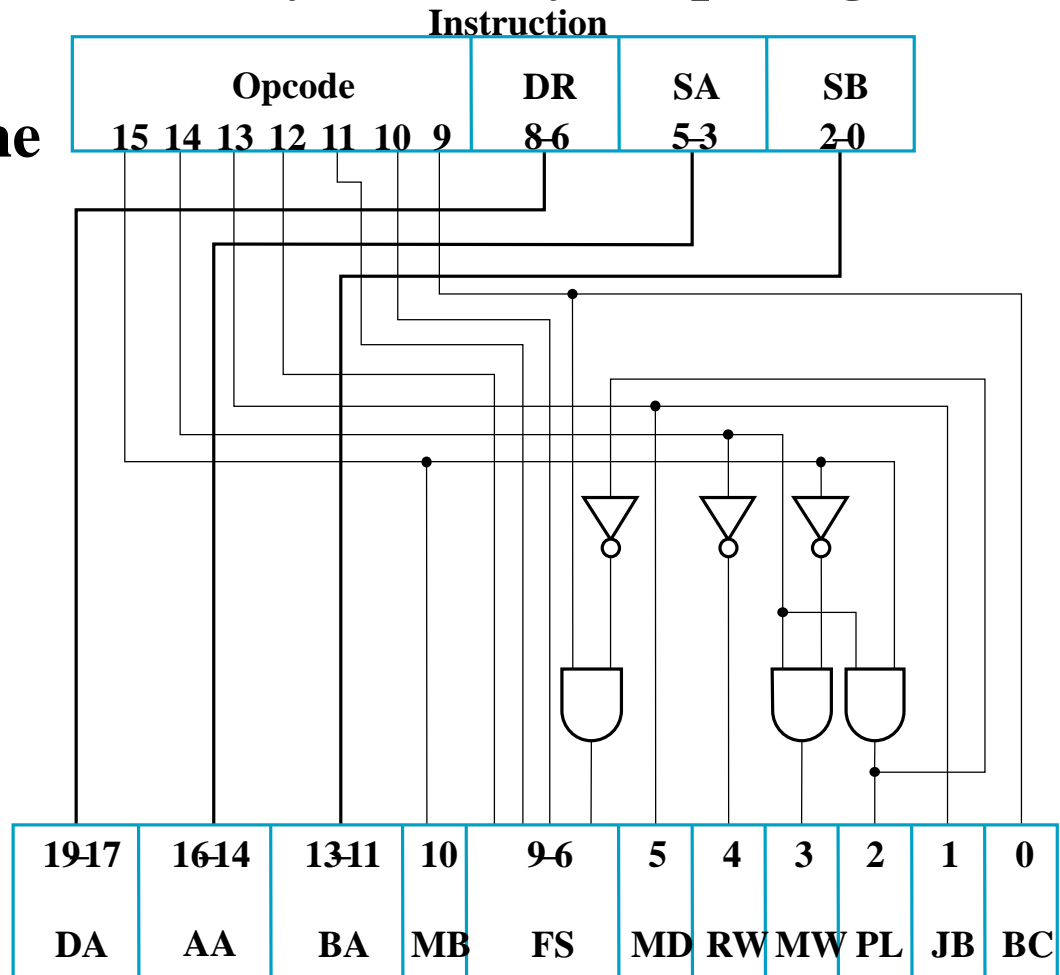 Instruction
Opcode DR SA SB
15 14 13 12 11 10 9 8-6 5-3 2-0
19-17 16-14 13-11 10 9-6 5 4 3 2 1 0
DA AA BA MB FS MD RW MW PL JB BC